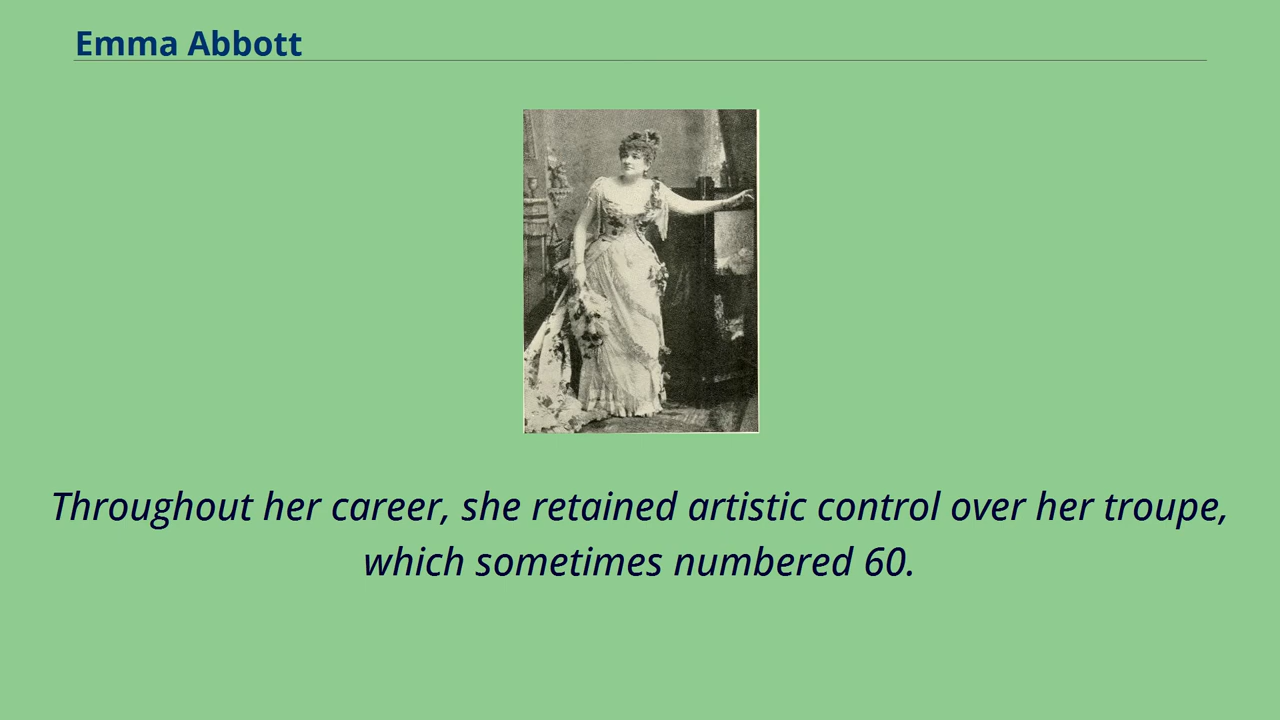 Emma Abbott
Throughout her career, she retained artistic control over her troupe,
which sometimes numbered 60.